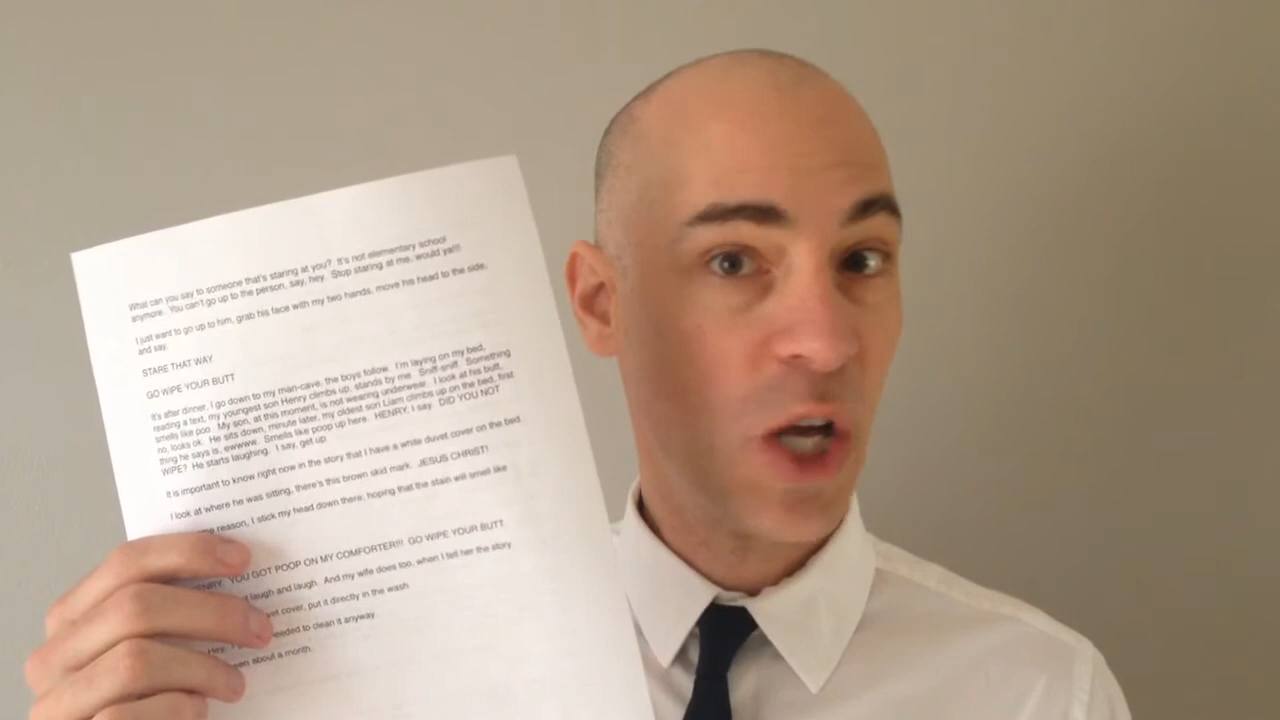 What can you say to someone that's staring at you? It's not elementary school
anymore. You can't go up to the person, say, hey. Stop staring at me, would ya!!!
I just want to go up to him, grab his face with my two hands, move his head to the side,
and say.
STARE THAT WAY
GO WIPE YOUR BUTT
It's after dinner, I go down to my man-cave, the boys follow. I'm laying on my bed,
reading a text, my youngest son Henry climbs up, stands by me. Sniff-sniff. Something
smells like poo. My son, at this moment, is not wearing underwear. I look at his butt,
no, looks ok. He sits down, minute later, my oldest son Liam climbs up on the bed, first
thing he says is, ewwww. Smells like poop up here. HENRY, I say. DID YOU NOT
WIPE? He starts laughing. I say, get up.
It is important to know right now in the story that I have a white duvet cover on the bed.
I look at where he was sitting, there's this brown skid mark. JESUS CHRIST!
reason, I stick my head down there, hoping that the stain will smell like
YOU GOT POOP ON MY COMFORTER!!! GO WIPE YOUR BUTT.
laugh and laugh. And my wife does too, when I tell her the story.
cover, put it directly in the wash.
Hey. needed to clean it anyway.
about a month.